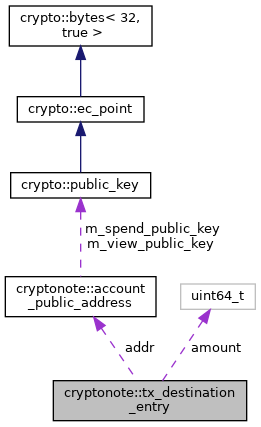 crypto::bytes< 32,
true >
crypto::ec_point
crypto::public_key
m_spend_public_key
m_view_public_key
cryptonote::account
_public_address
uint64_t
addr
amount
cryptonote::tx_destination
_entry